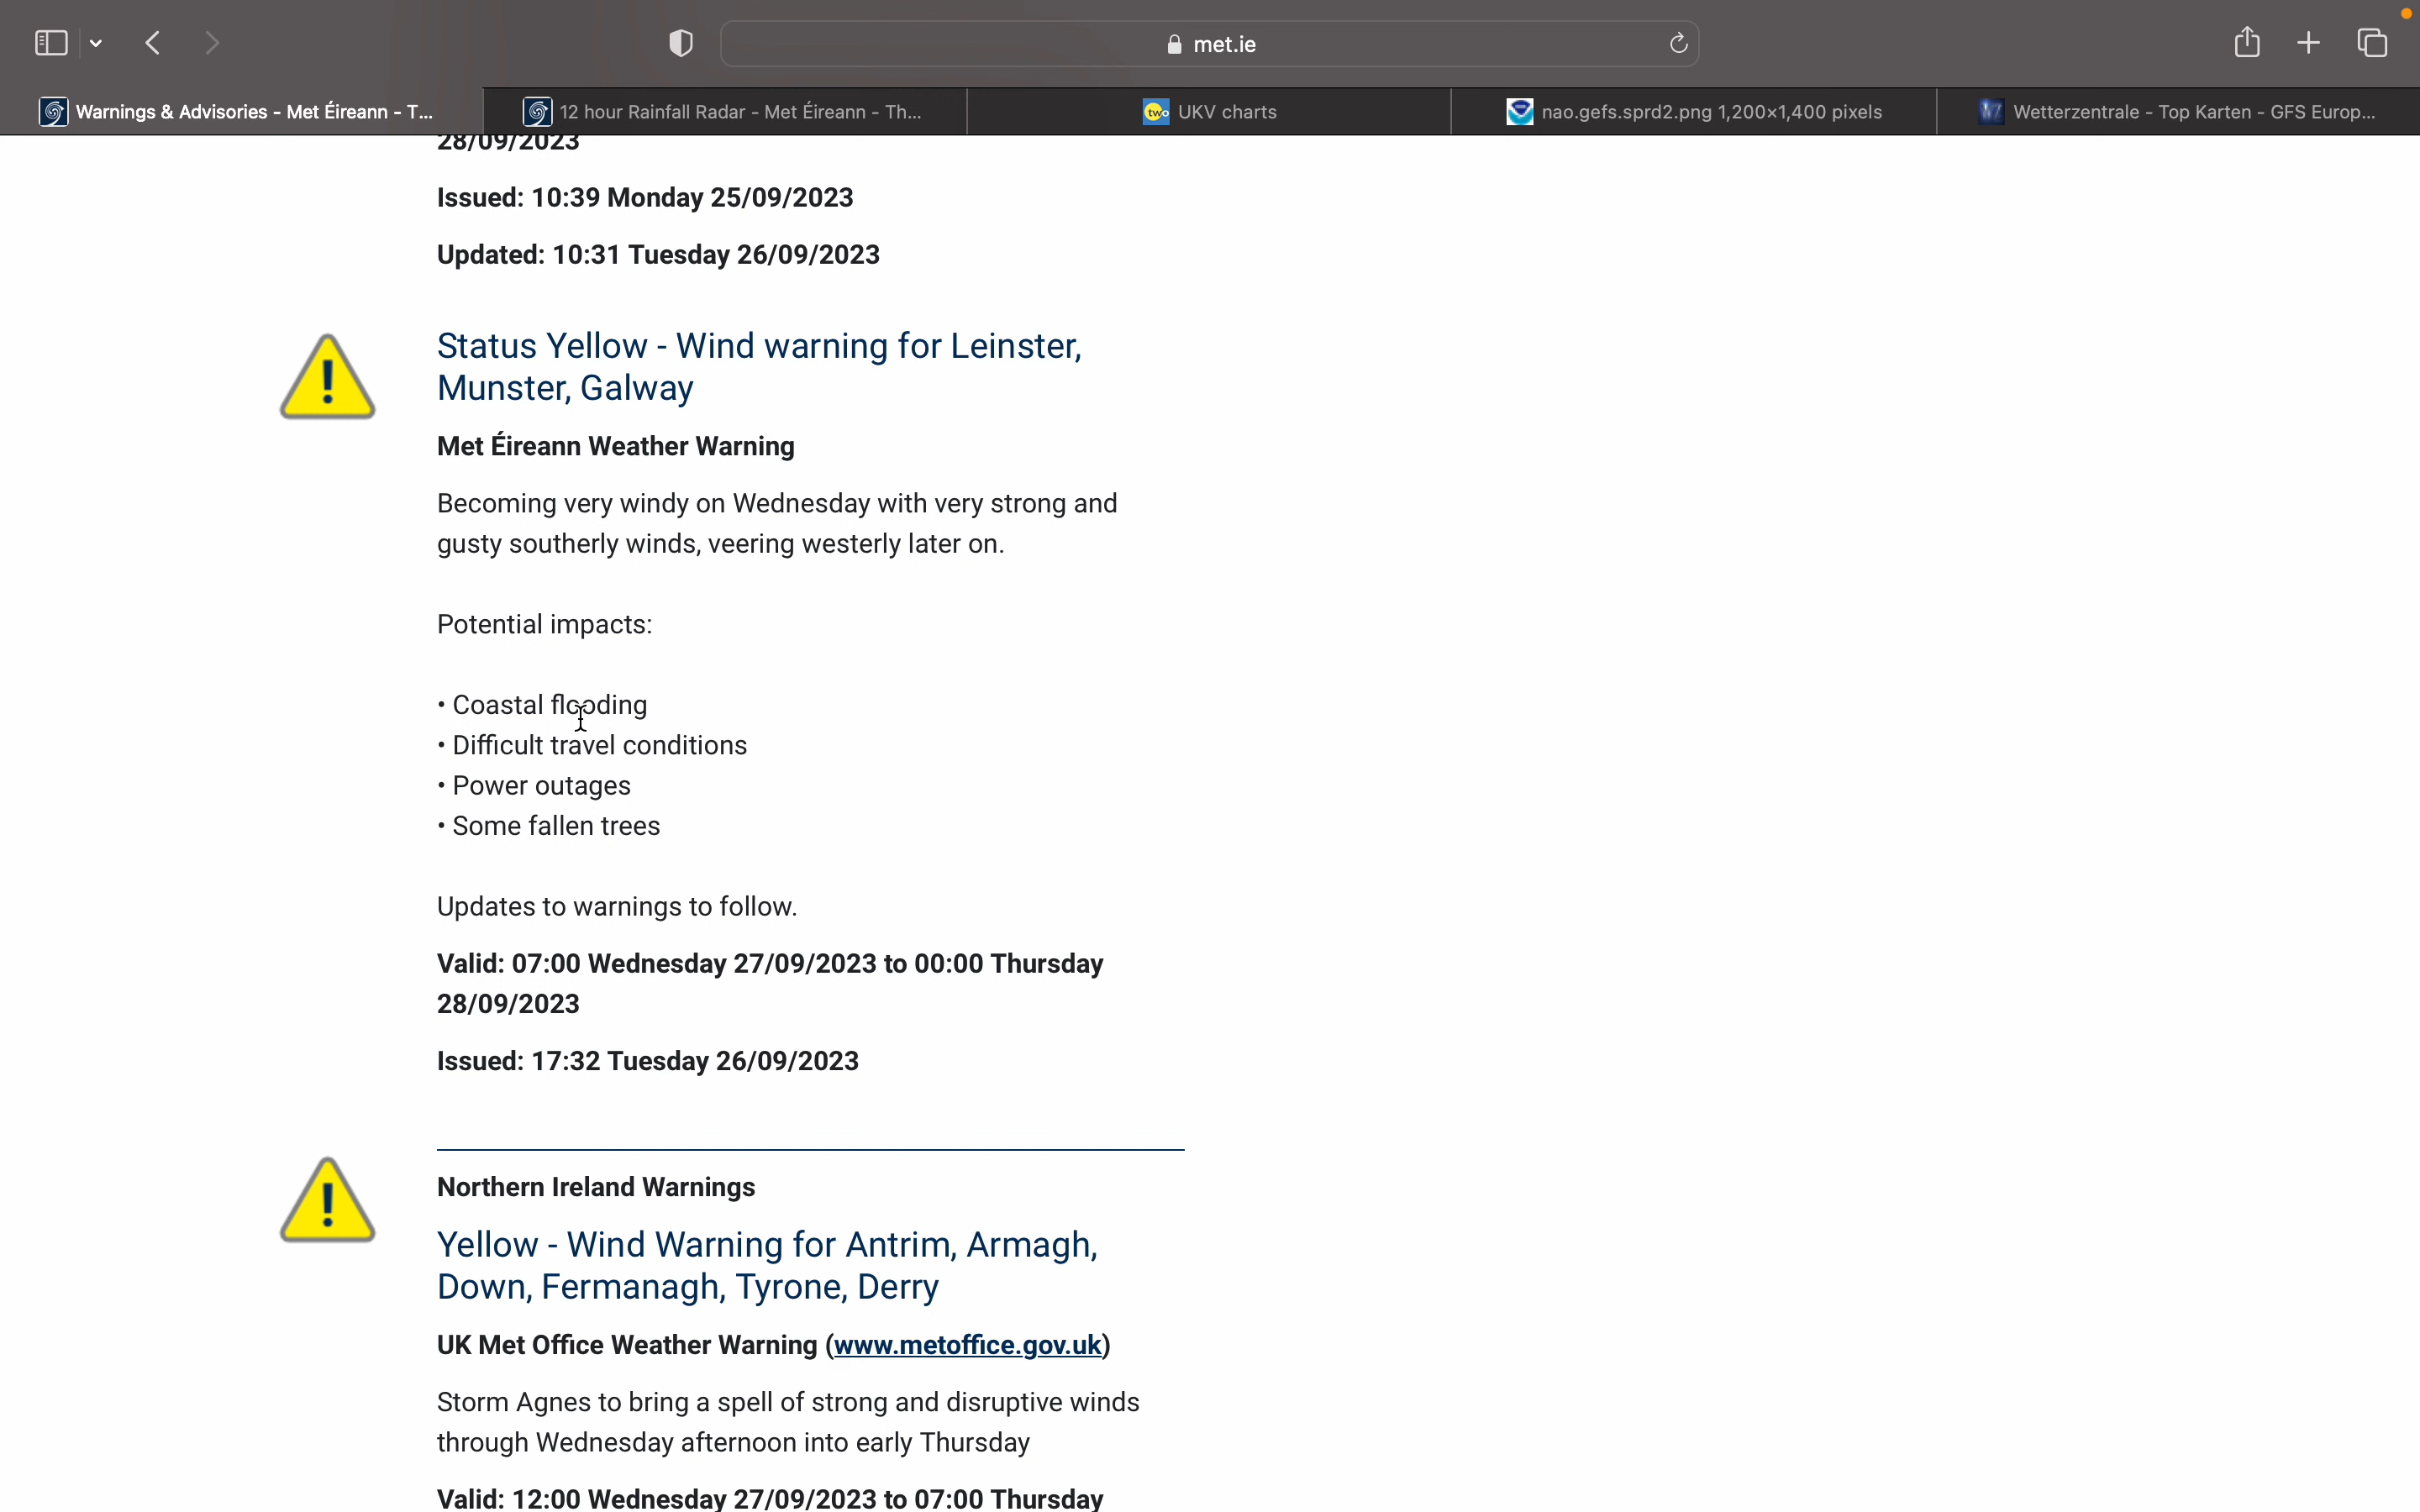 met.ie
Warnings & Advisories - Met Éireann - T...
12 hour Rainfall Radar - Met Éireann - Th...
two
UKV charts
nao.gefs.sprd2.png 1,200×1,400 pixels
WZ
Wetterzentrale - Top Karten - GFS Europ...
28/09/2023
Issued: 10:39 Monday 25/09/2023
Updated: 10:31 Tuesday 26/09/2023
Status Yellow - Wind warning for Leinster,
Munster, Galway
Met Éireann Weather Warning
Becoming very windy on Wednesday with very strong and
gusty southerly winds, veering westerly later on.
Potential impacts:
• Coastal flooding
• Difficult travel conditions
• Power outages
• Some fallen trees
Updates to warnings to follow.
Valid: 07:00 Wednesday 27/09/2023 to 00:00 Thursday
28/09/2023
Issued: 17:32 Tuesday 26/09/2023
Northern Ireland Warnings
Yellow - Wind Warning for Antrim, Armagh,
Down, Fermanagh, Tyrone, Derry
UK Met Office Weather Warning (www.metoffice.gov.uk)
Storm Agnes to bring a spell of strong and disruptive winds
through Wednesday afternoon into early Thursday
Valid: 12:00 Wednesday 27/09/2023 to 07:00 Thursday